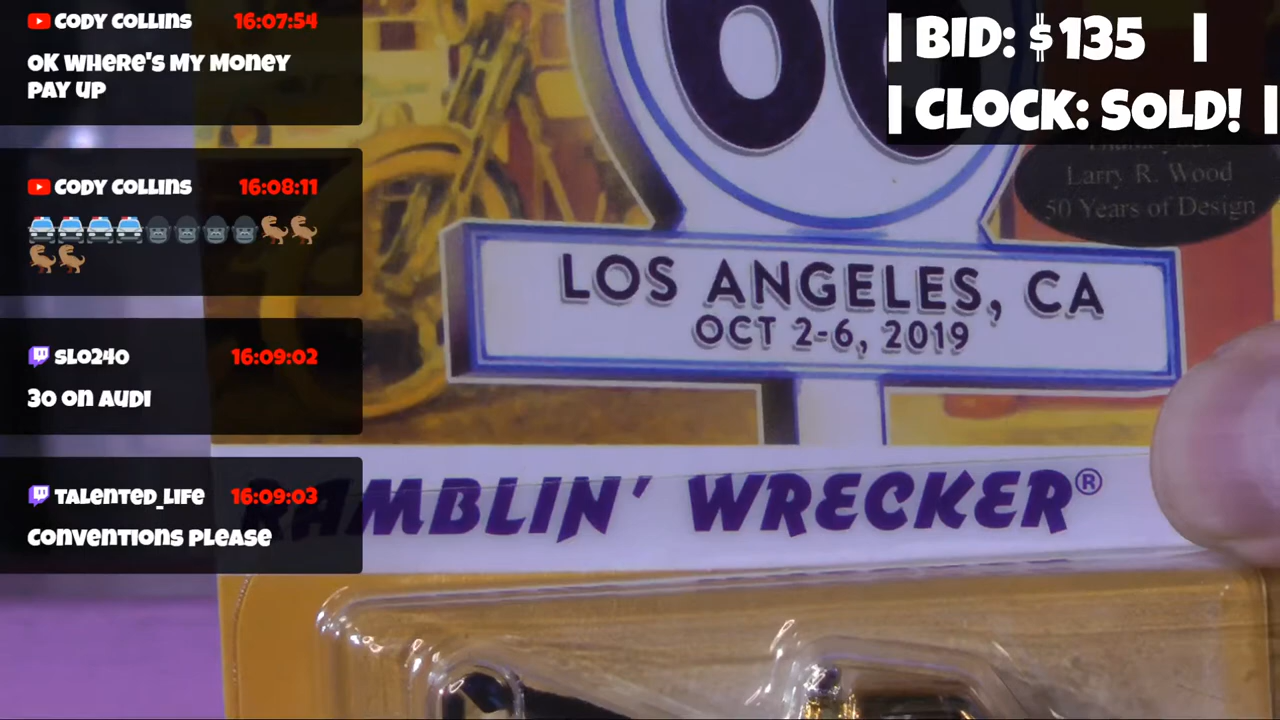 CODY COLLINS 16:07:54
OK WHERE'S MY MONEY
PAY UP
CODY COLLINS 16:08:11
SLO240 16:09:02
30 ON AUDI
TALENTED_LIFE 16:09:03
CONVENTIONS PLEASE
| BID: $135 |
| CLOCK: SOLD! |
Larry R. Wood
50 Years of Design
LOS ANGELES, CA
OCT 2-6, 2019
RAMBLIN' WRECKER®